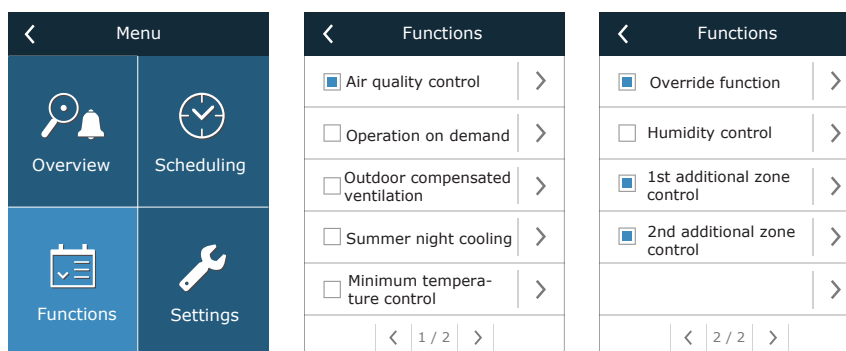 Menu
Overview
Scheduling
Functions
Settings
Functions
Air quality control
Operation on demand
Outdoor compensated
ventilation
Summer night cooling
Minimum tempera-
ture control
1 / 2
Functions
Override function
Humidity control
1st additional zone
control
2nd additional zone
control
2 / 2